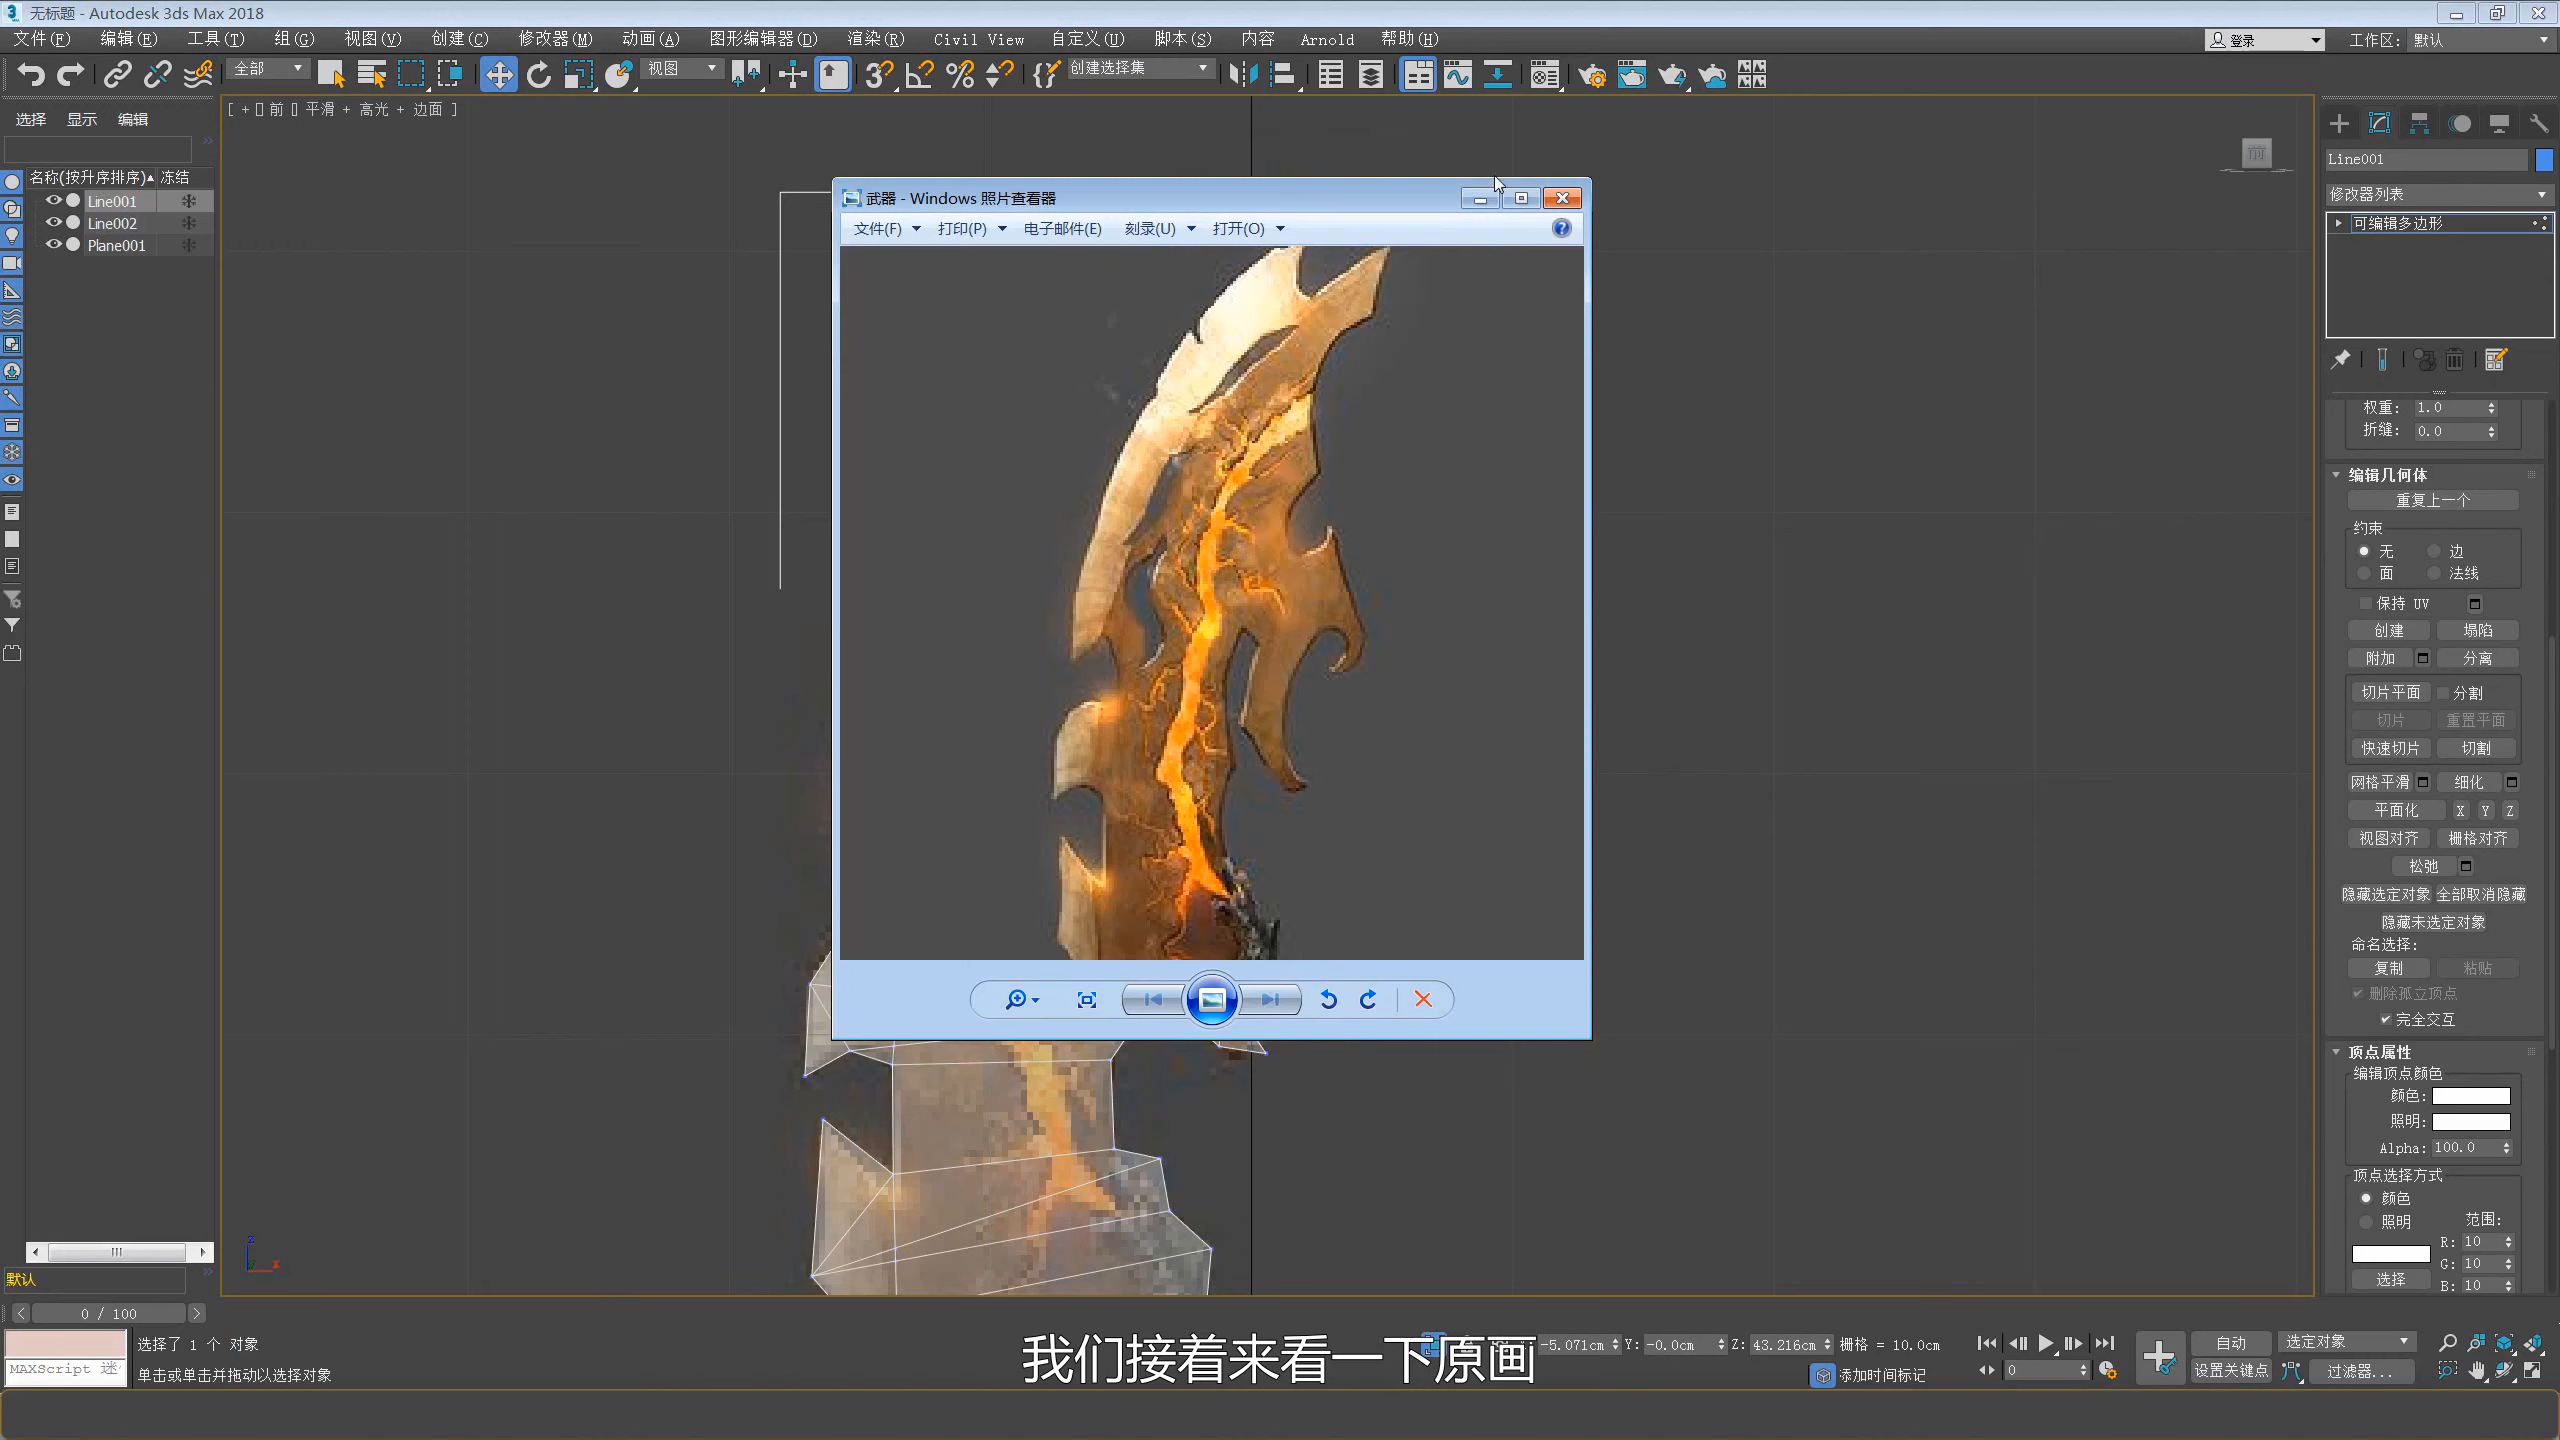 无标题 - Autodesk 3ds Max 2018
文件(F) 编辑(E) 工具(T) 组(G) 视图(V) 创建(C) 修改器(M) 动画(A) 图形编辑器(D) 渲染(R) Civil View 自定义(U) 脚本(S) 内容 Arnold 帮助(H) 登录 工作区: 默认
全部 视图 创建选择集
选择 显示 编辑
[ + ] 前 平滑 + 高光 + 边面 ]
名称(按升序排序) 冻结
Line001
Line002
Plane001
武器 - Windows 照片查看器
文件(F) 打印(P) 电子邮件(E) 刻录(U) 打开(O)
前
Line001
修改器列表
可编辑多边形
权重: 1.0
折缝: 0.0
编辑几何体
重复上一个
约束
无 边
面 法线
保持 UV
创建 塌陷
附加 分离
切片平面 分割
切片 重置平面
快速切片 切割
网格平滑 细化
平面化 X Y Z
视图对齐 栅格对齐
松弛
隐藏选定对象 全部取消隐藏
隐藏未选定对象
命名选择:
复制 粘贴
删除孤立顶点
完全交互
顶点属性
编辑顶点颜色
颜色:
照明:
Alpha: 100.0
顶点选择方式
颜色
照明 范围:
R: 10
G: 10
选择 B: 10
z
x
默认
0 / 100
选择了 1 个 对象
MAXScript 迷
单击或单击并拖动以选择对象
我们接着来看一下原画
-5.071cm Y: -0.0cm Z: 43.216cm 栅格 = 10.0cm
添加时间标记
0
自动 选定对象
设置关键点 过滤器...